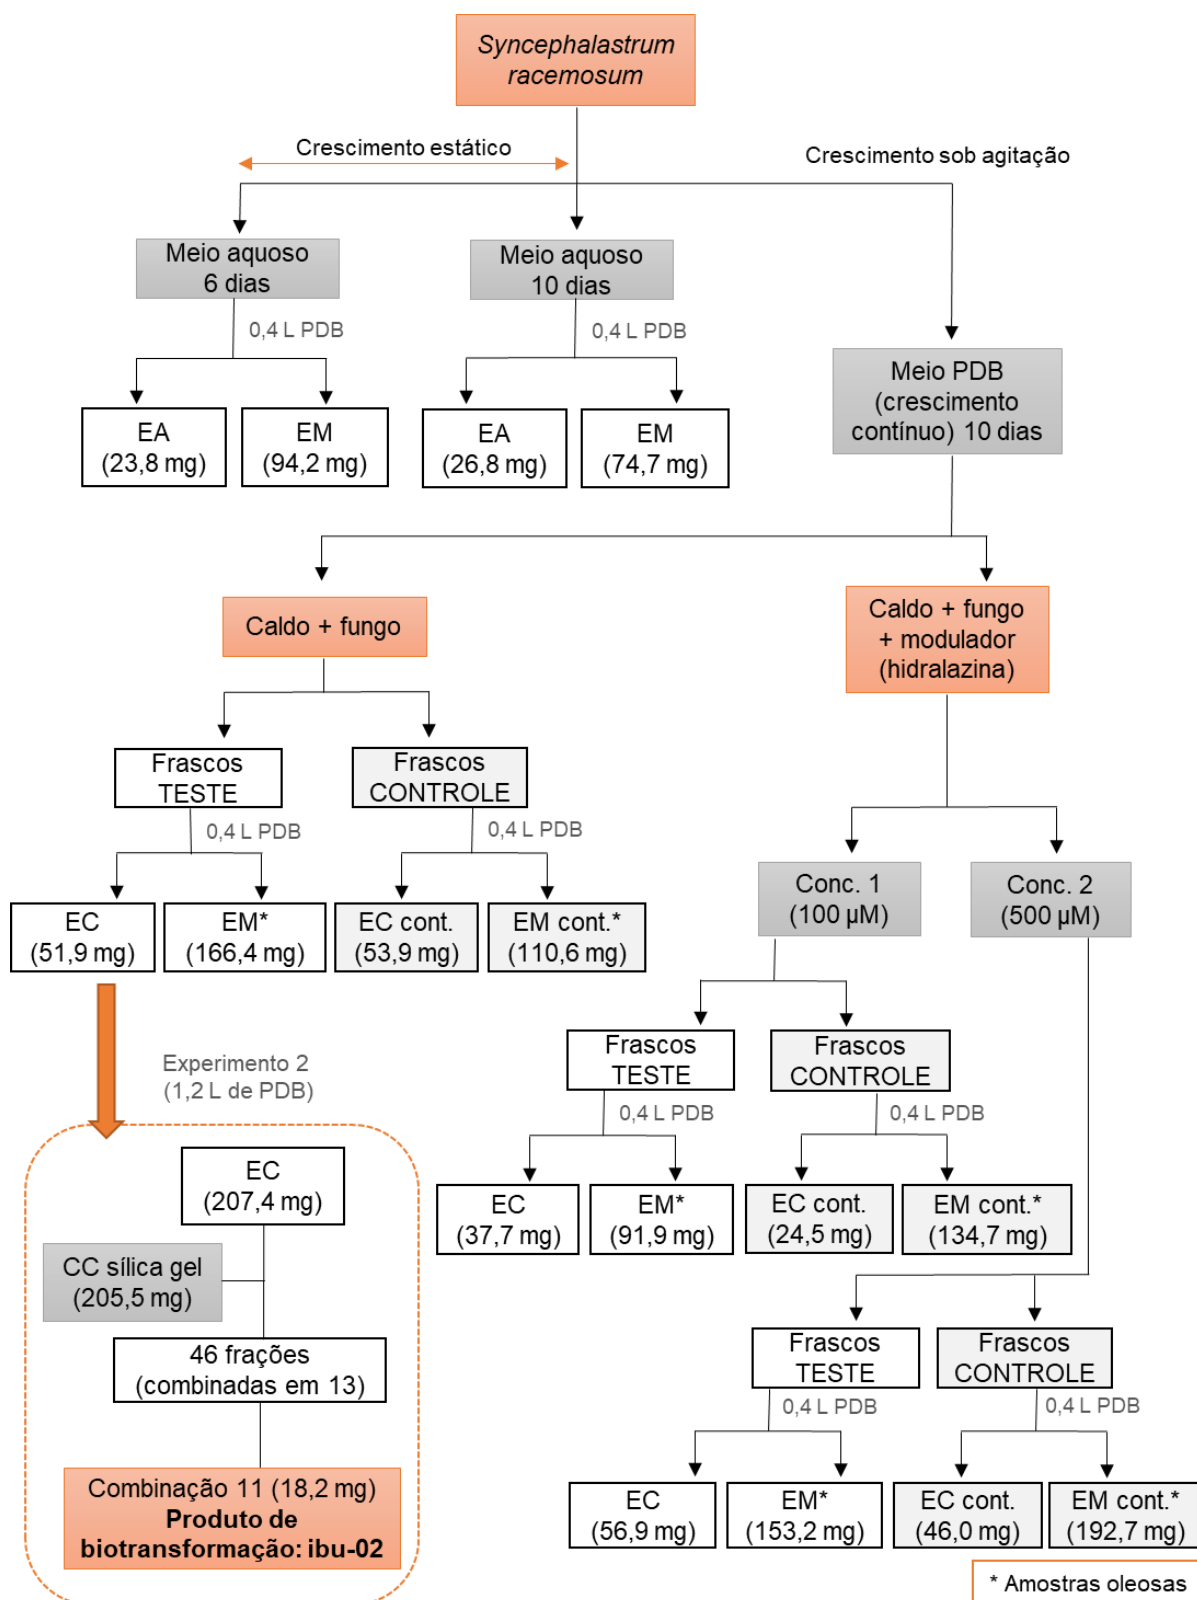 Syncephalastrum
racemosum
Crescimento estático
Crescimento sob agitação
Meio aquoso
6 dias
Meio aquoso
10 dias
0,4 L PDB
0,4 L PDB
Meio PDB
(crescimento
contínuo) 10 dias
EA
(23,8 mg)
EM
(94,2 mg)
EA
(26,8 mg)
EM
(74,7 mg)
Caldo + fungo
Caldo + fungo
+ modulador
(hidralazina)
Frascos
TESTE
Frascos
CONTROLE
0,4 L PDB
0,4 L PDB
EC
(51,9 mg)
EM*
(166,4 mg)
EC cont.
(53,9 mg)
EM cont.*
(110,6 mg)
Conc. 1
(100 µM)
Conc. 2
(500 µM)
Frascos
TESTE
Frascos
CONTROLE
0,4 L PDB
0,4 L PDB
EC
(37,7 mg)
EM*
(91,9 mg)
EC cont.
(24,5 mg)
EM cont.*
(134,7 mg)
Experimento 2
(1,2 L de PDB)
EC
(207,4 mg)
CC sílica gel
(205,5 mg)
46 frações
(combinadas em 13)
Combinação 11 (18,2 mg)
Produto de
biotransformação: ibu-02
Frascos
TESTE
Frascos
CONTROLE
0,4 L PDB
0,4 L PDB
EC
(56,9 mg)
EM*
(153,2 mg)
EC cont.
(46,0 mg)
EM cont.*
(192,7 mg)
* Amostras oleosas